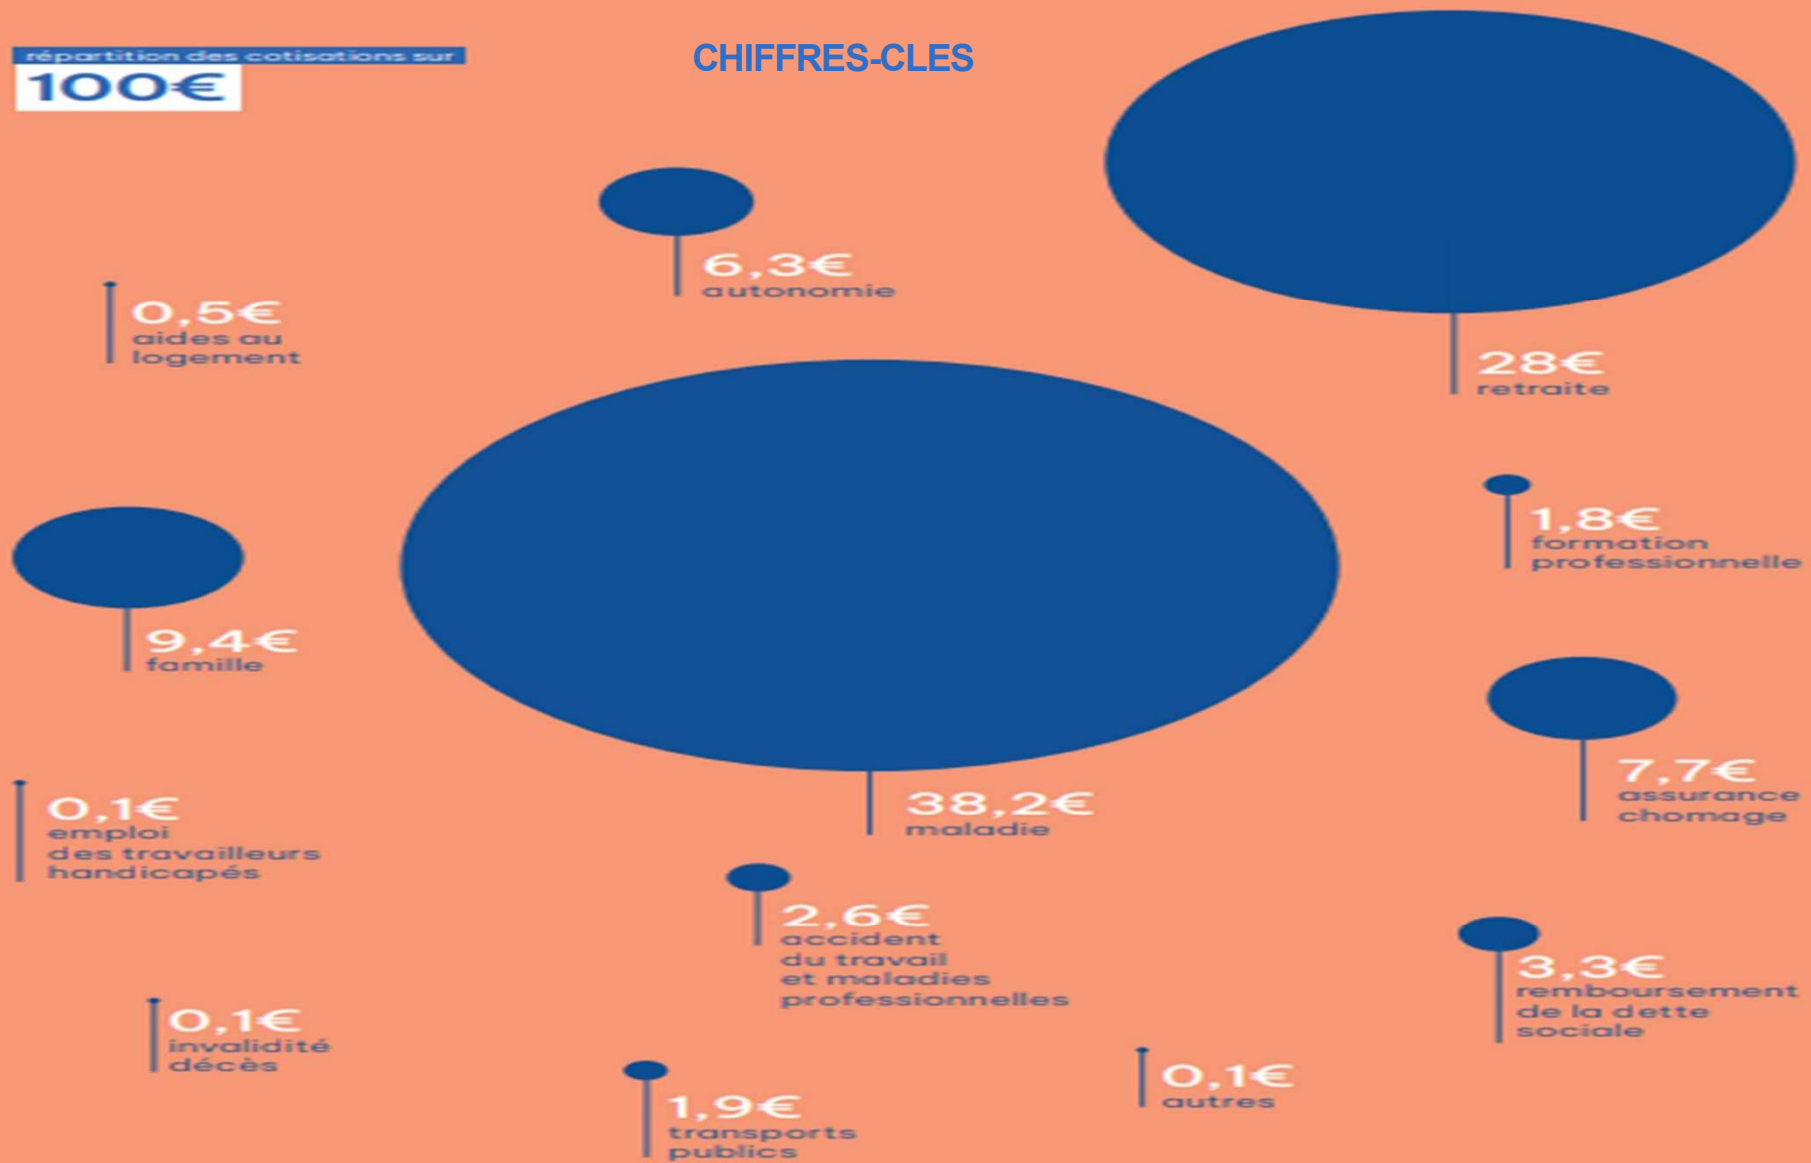 répartition des cotisations sur
100€
CHIFFRES-CLES
6,3€
autonomie
0,5€
aides au
logement
28€
retraite
1,8€
formation
professionnelle
9,4€
famille
7,7€
assurance
chomage
38,2€
maladie
0,1€
emploi
des travailleurs
handicapés
2,6€
accident
du travail
et maladies
professionnelles
3,3€
remboursement
de la dette
sociale
0,1€
invalidité
décès
1,9€
transports
publics
0,1€
autres